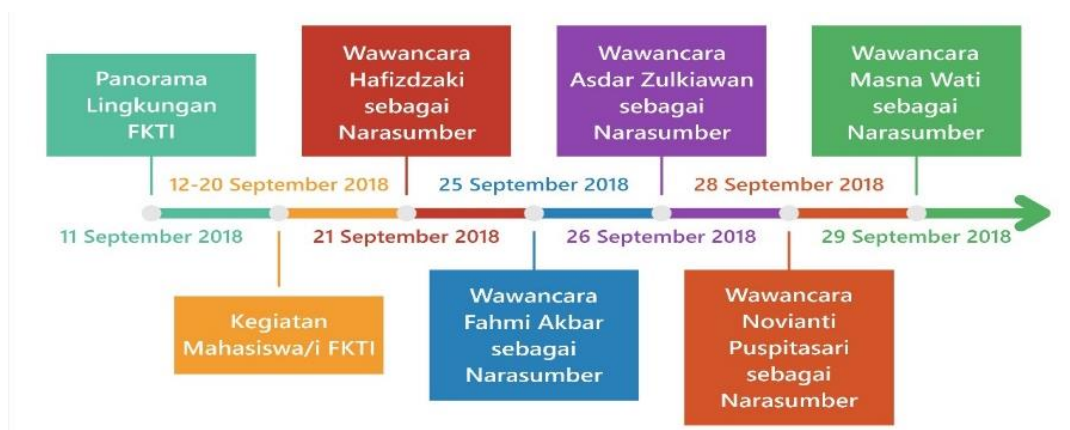 Panorama
Lingkungan
FKTI
11 September 2018
12-20 September 2018
Kegiatan
Mahasiswa/i FKTI
Wawancara
Hafizdzaki
sebagai
Narasumber
21 September 2018
25 September 2018
Wawancara
Fahmi Akbar
sebagai
Narasumber
Wawancara
Asdar Zulkiawan
sebagai
Narasumber
26 September 2018
28 September 2018
Wawancara
Novianti
Puspitasari
sebagai
Narasumber
Wawancara
Masna Wati
sebagai
Narasumber
29 September 2018